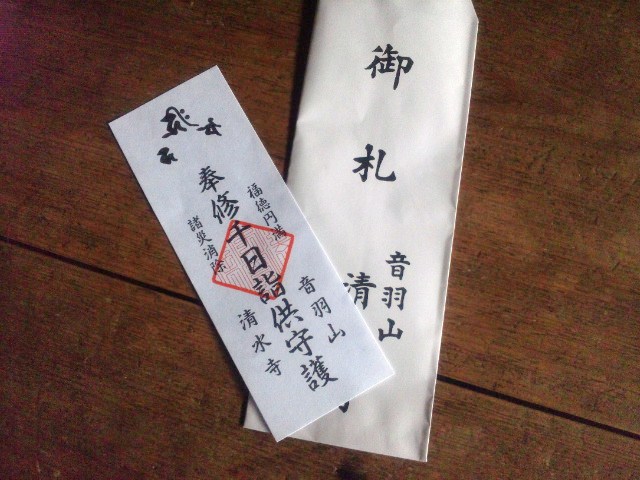 奉修千日詣供守護
福徳円満
諸災消除
音羽山
清水寺
御札
音羽山
清